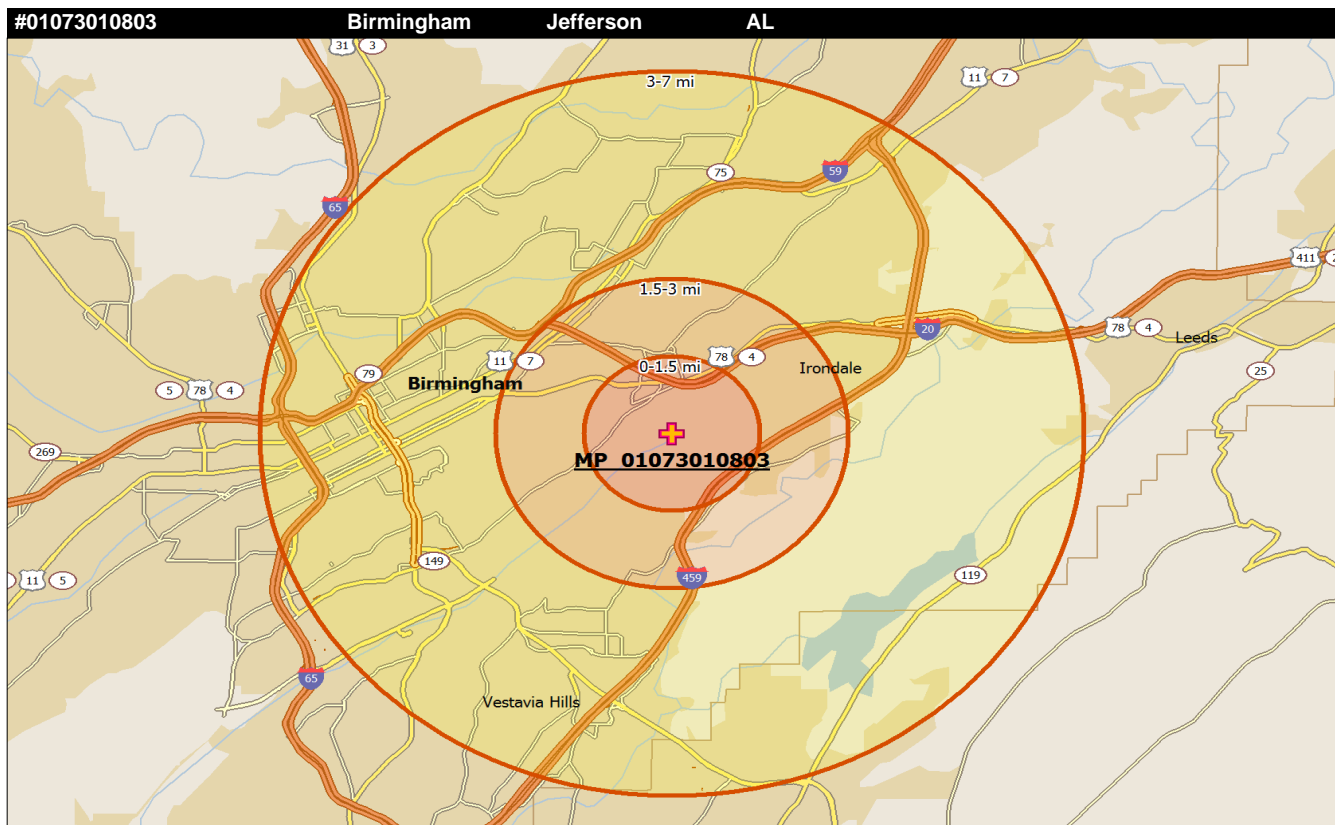 #01073010803 Birmingham Jefferson AL
31 3
3-7 mi
11 7
75
59
65
1.5-3 mi
411
20
78 4
Leeds
11 7
78 4
0-1.5 mi
Irondale
79
Birmingham
25
5 78 4
269
MP 01073010803
149
459
119
11 5
65
Vestavia Hills